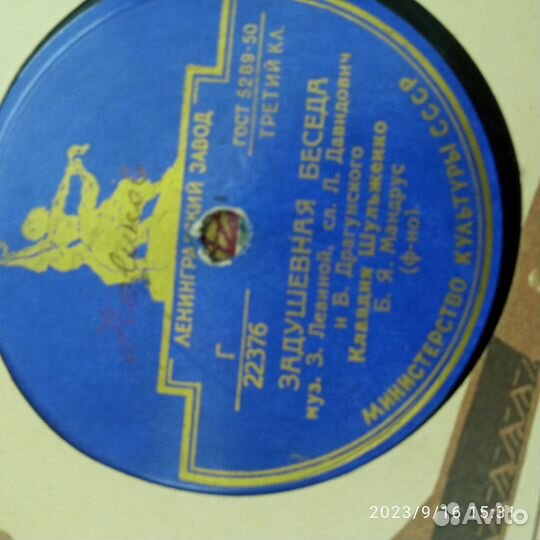 ЛЕНИНГРАДСКИЙ ЗАВОД
ГОСТ 5289-50
ТРЕТИЙ КЛ.
Г
22376
ЗАДУШЕВНАЯ БЕСЕДА
муз. З. Левиной, сл. Л. Давидович
и В. Драгунского
Клавдия Шульженко
Б. Я. Мандрус
(ф-но).
МИНИСТЕРСТВО КУЛЬТУРЫ СССР
2023/9/16 15:31
Avito